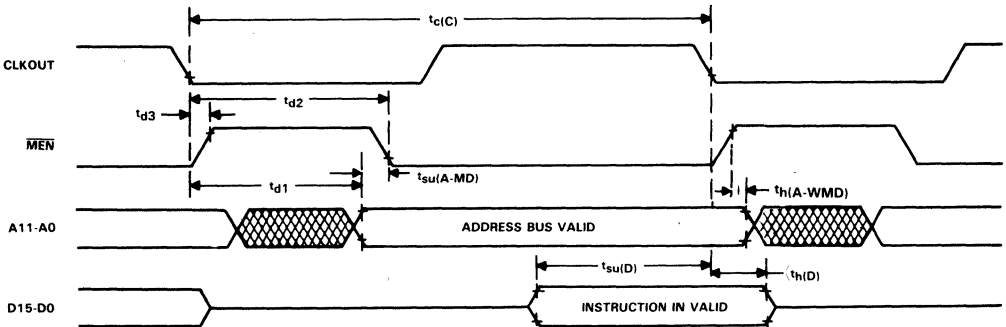 tc(C)
CLKOUT
td2
td3
MEN
td1
tsu(A-MD)
th(A-WMD)
A11-A0
ADDRESS BUS VALID
tsu(D)
th(D)
D15-D0
INSTRUCTION IN VALID